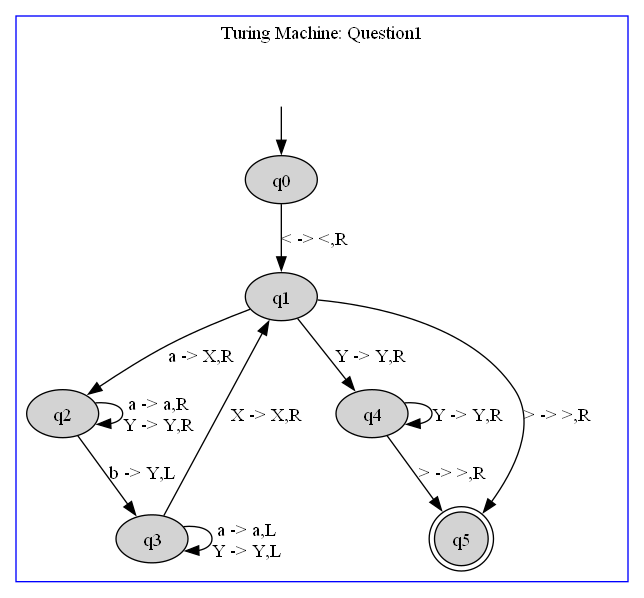 Turing Machine: Question1
q0
< -> <,R
q1
a -> X,R
Y -> Y,R
q2
a -> a,R
Y -> Y,R
X -> X,R
q4
Y -> Y,R
> -> >,R
b -> Y,L
> -> >,R
q3
a -> a,L
Y -> Y,L
q5